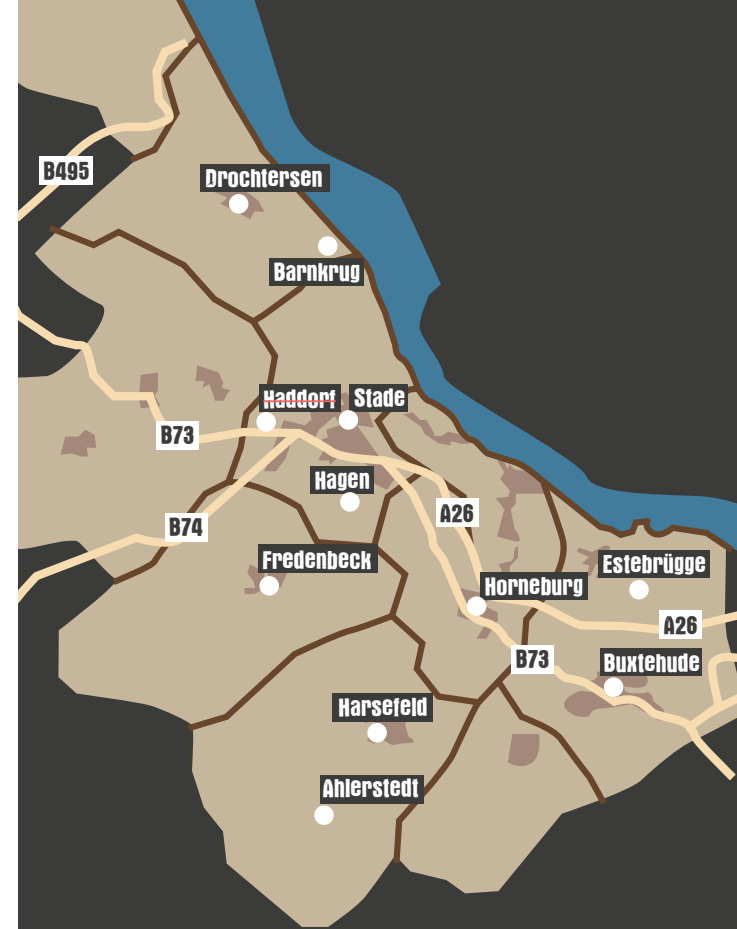 B495
Drochtersen
Barnkrug
Haddorf
Stade
B73
Hagen
A26
B74
Fredenbeck
Estebrügge
Horneburg
A26
B73
Buxtehude
Harsefeld
Ahlerstedt